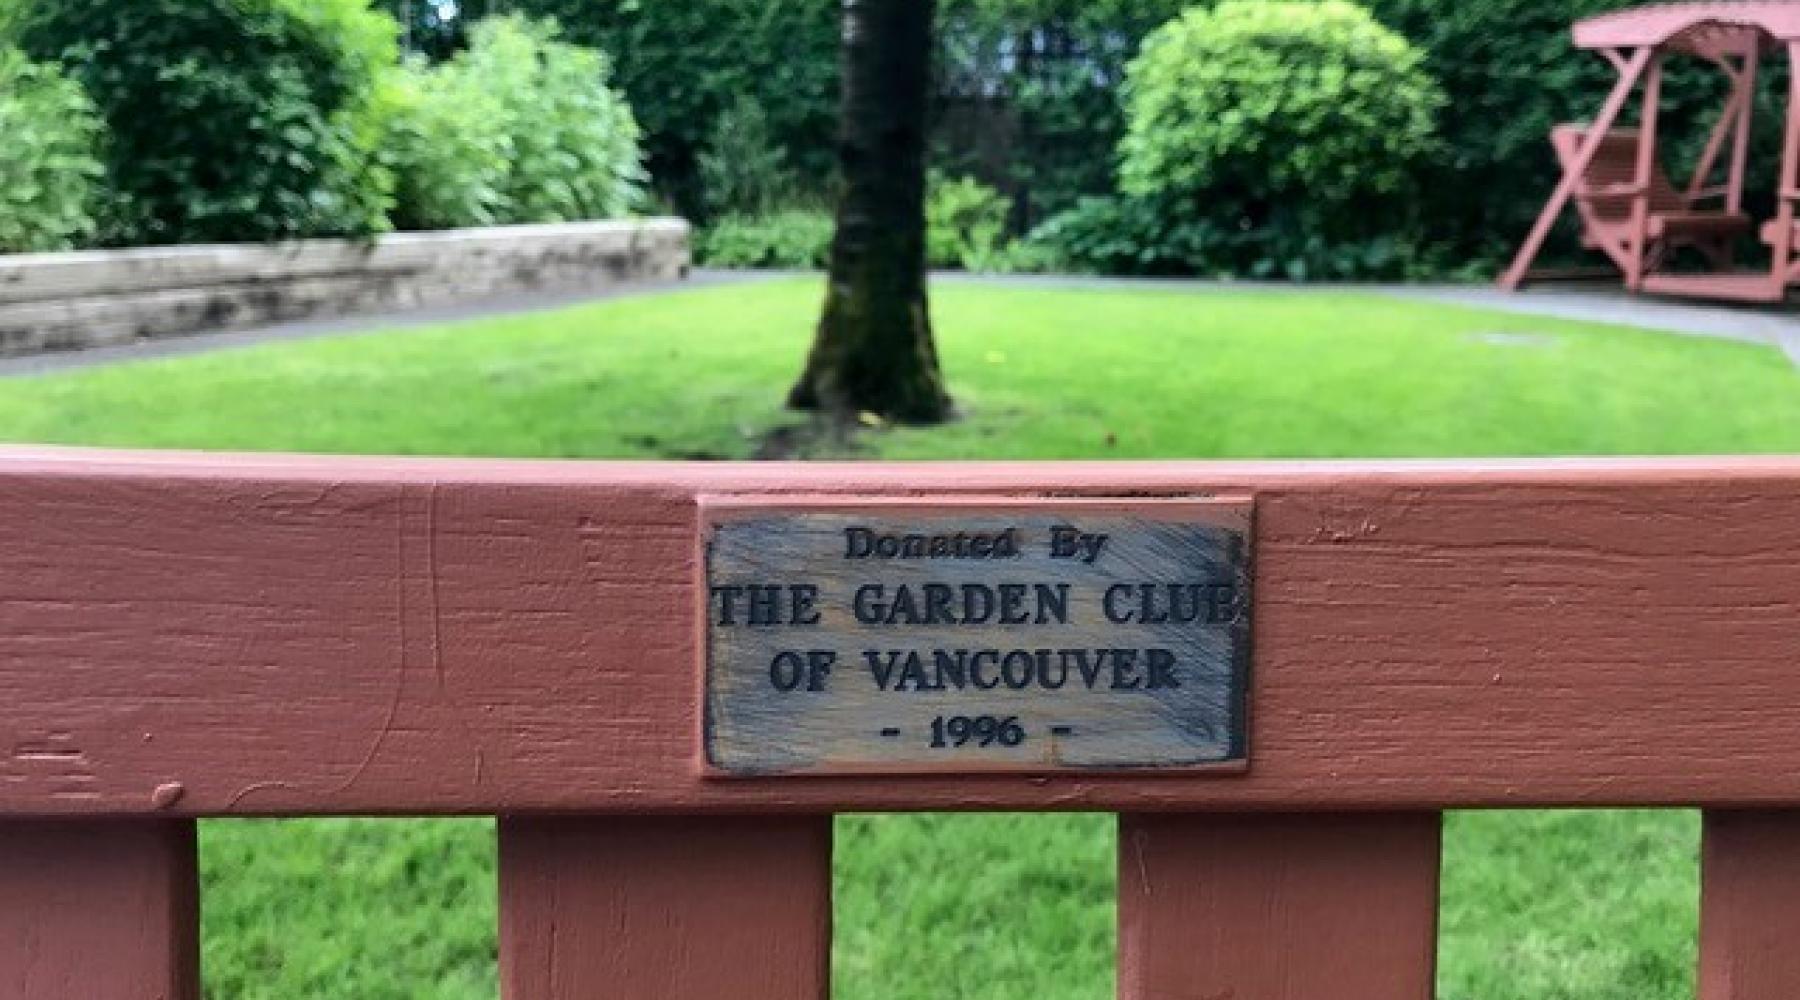 Donated By
THE GARDEN CLUB
OF VANCOUVER
- 1996 -